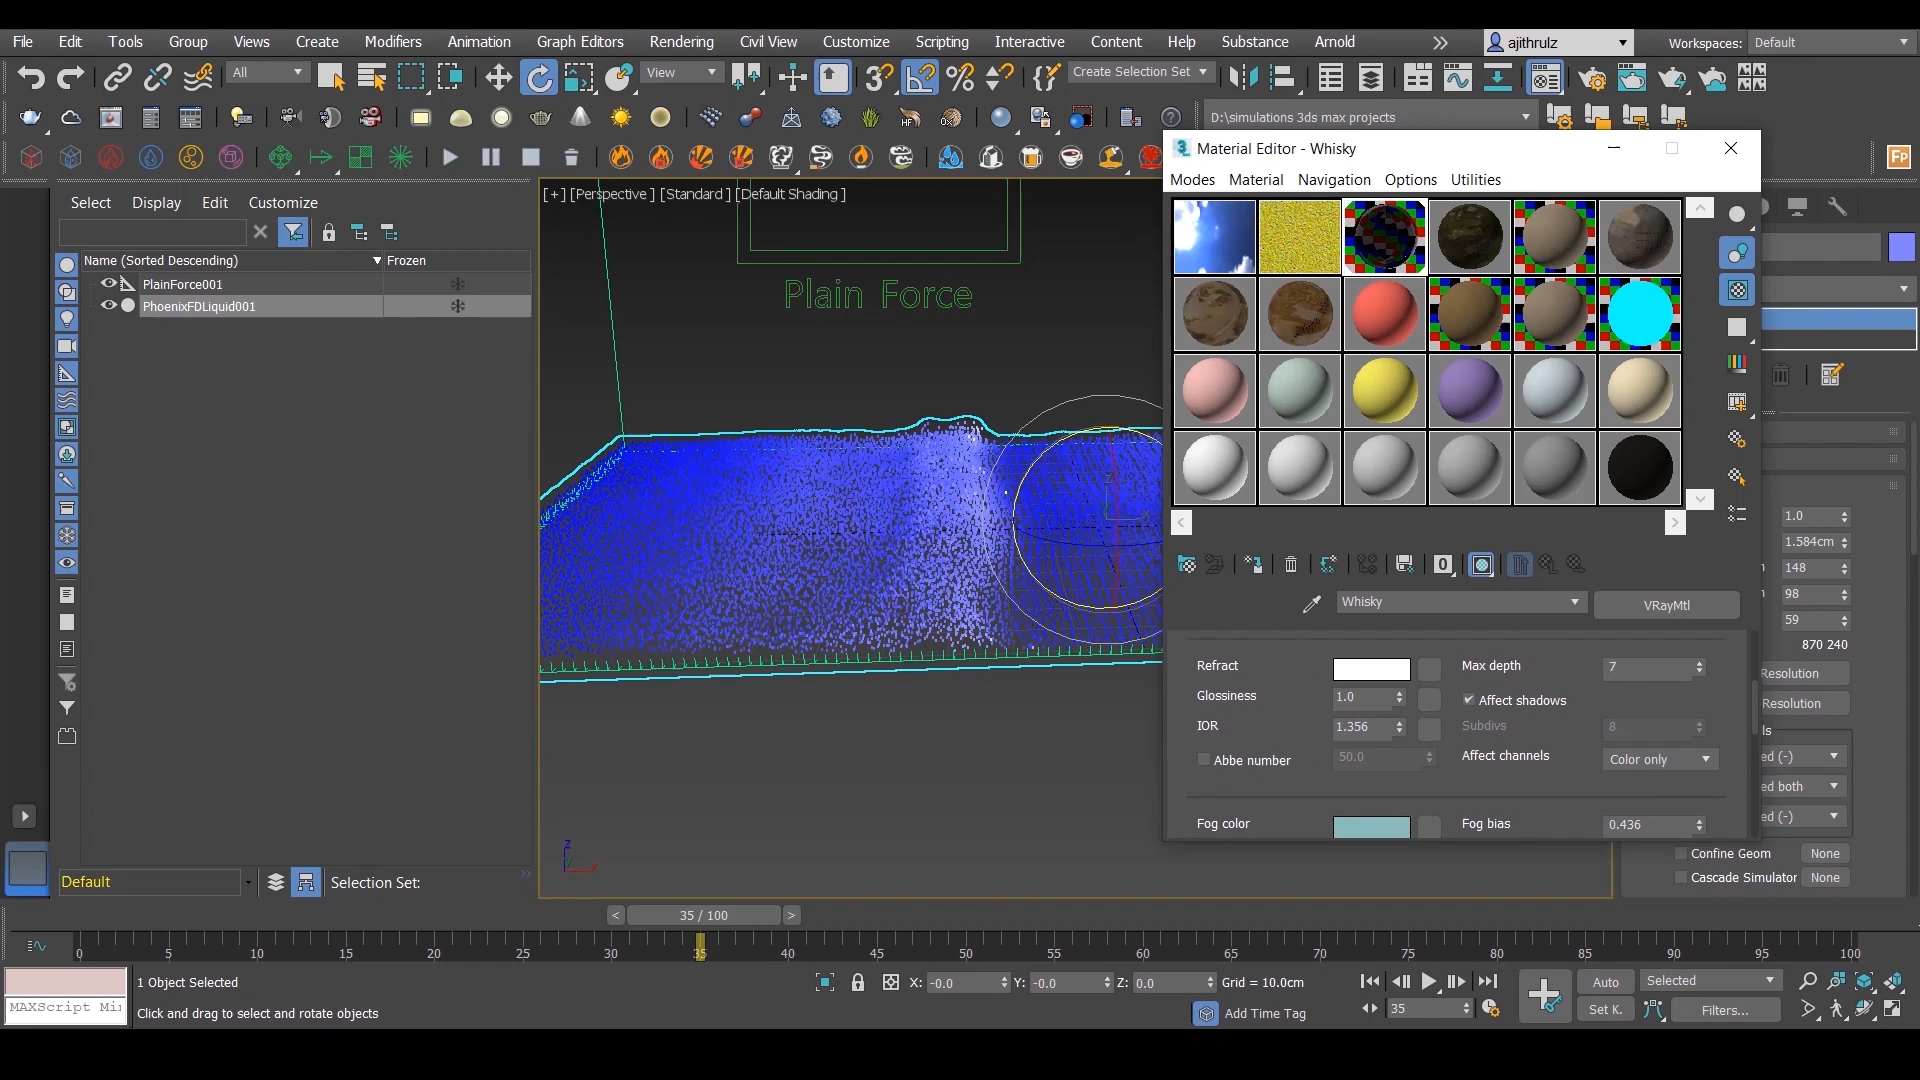 File Edit Tools Group Views Create Modifiers Animation Graph Editors Rendering Civil View Customize Scripting Interactive Content Help Substance Arnold ajithrulz Workspaces: Default
All View Create Selection Set
D:\simulations 3ds max projects
Material Editor - Whisky
Modes Material Navigation Options Utilities
Select Display Edit Customize
Name (Sorted Descending) Frozen
PlainForce001
PhoenixFDLiquid001
[+] [Perspective ] [Standard ] [Default Shading ]
Plain Force
Whisky VRayMtl
Refract Max depth 7
Glossiness 1.0 Affect shadows
IOR 1.356 Subdivs 8
Abbe number 50.0 Affect channels Color only
Fog color Fog bias 0.436
1.0
1.584cm
148
98
59
870 240
Resolution
Resolution
ls
ed (-)
ed both
ed (-)
Confine Geom None
Cascade Simulator None
Default Selection Set:
35 / 100
0 5 10 15 20 25 30 35 40 45 50 55 60 65 70 75 80 85 90 95 100
1 Object Selected X: -0.0 Y: -0.0 Z: 0.0 Grid = 10.0cm Auto Selected
MAXScript Mi
Click and drag to select and rotate objects Add Time Tag 35 Set K. Filters...